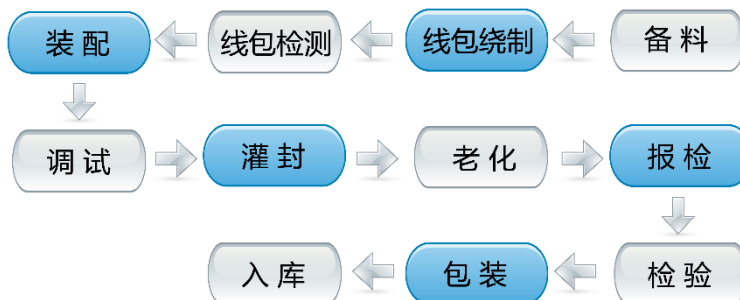 装配 线包检测 线包绕制 备料
调试 灌封 老化 报检
入库 包装 检验